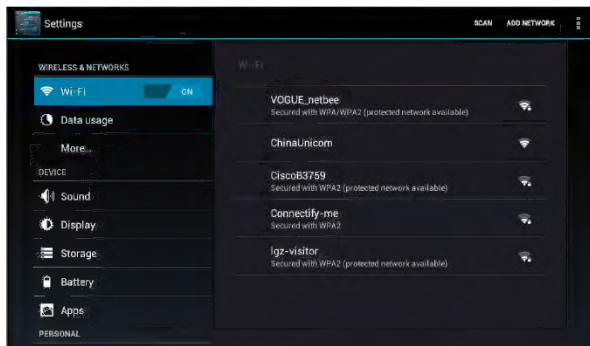 Settings
SCAN
ADD NETWORK
WIRELESS & NETWORKS
Wi-Fi
ON
Data usage
More...
DEVICE
Sound
Display
Storage
Battery
Apps
PERSONAL
Wi-Fi
VOGUE_netbee
Secured with WPA/WPA2 (protected network available)
ChinaUnicom
CiscoB3759
Secured with WPA2 (protected network available)
Connectify-me
Secured with WPA2
lgz-visitor
Secured with WPA2 (protected network available)